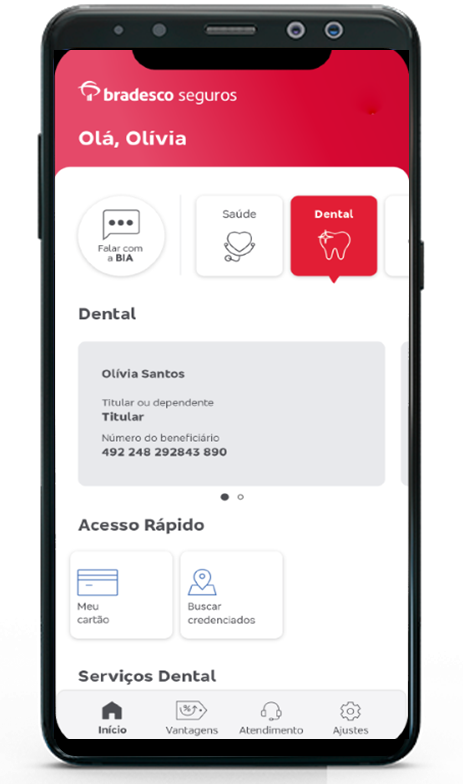 bradesco seguros
Olá, Olívia
Falar com
a BIA
Saúde
Dental
Dental
Olívia Santos
Titular ou dependente
Titular
Número do beneficiário
492 248 292843 890
Acesso Rápido
Meu
cartão
Buscar
credenciados
Serviços Dental
Início
Vantagens
Atendimento
Ajustes